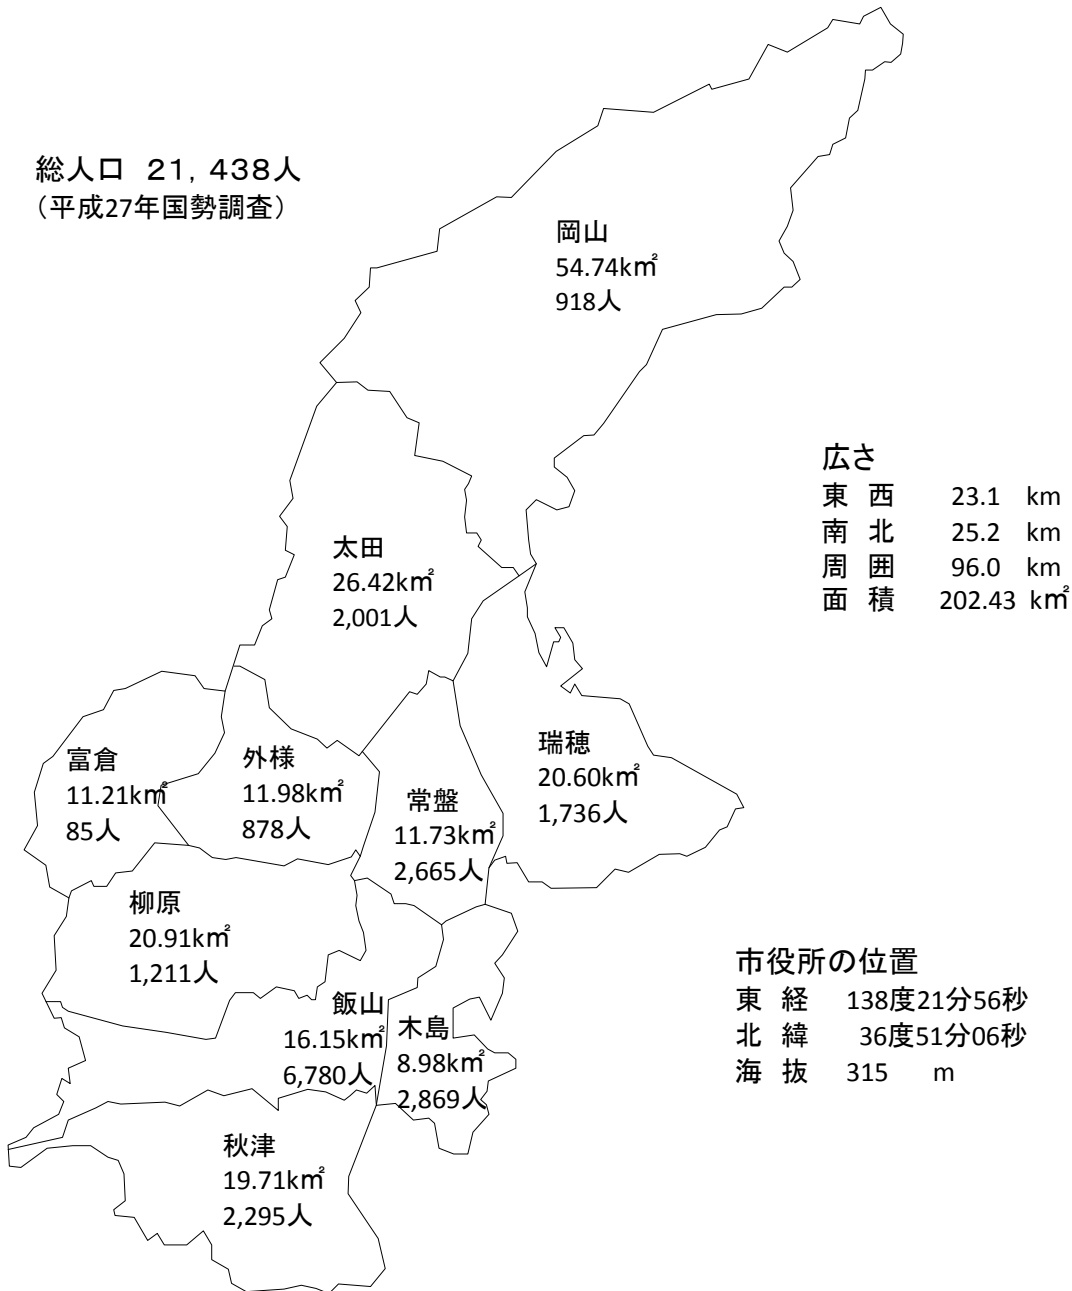 総人口 21,438人
（平成27年国勢調査）
岡山
54.74k㎡
918人
広さ
東 西 23.1 km
南 北 25.2 km
周 囲 96.0 km
面 積 202.43 k㎡
太田
26.42k㎡
2,001人
富倉
11.21k㎡
85人
外様
11.98k㎡
878人
常盤
11.73k㎡
2,665人
瑞穂
20.60k㎡
1,736人
柳原
20.91k㎡
1,211人
飯山
16.15k㎡
6,780人
木島
8.98k㎡
2,869人
市役所の位置
東 経 138度21分56秒
北 緯 36度51分06秒
海 抜 315 m
秋津
19.71k㎡
2,295人